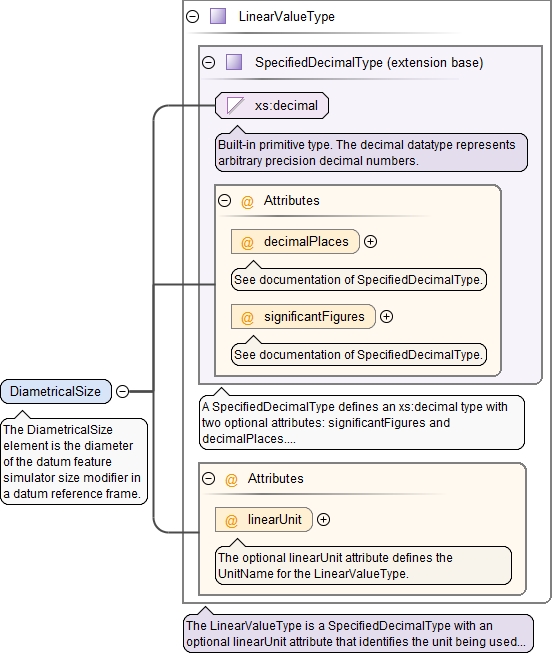 LinearValueType
SpecifiedDecimalType (extension base)
xs:decimal
Built-in primitive type. The decimal datatype represents
arbitrary precision decimal numbers.
@ Attributes
@ decimalPlaces
See documentation of SpecifiedDecimalType.
@ significantFigures
See documentation of SpecifiedDecimalType.
DiametricalSize
The DiametricalSize
element is the diameter
of the datum feature
simulator size modifier in
a datum reference frame.
A SpecifiedDecimalType defines an xs:decimal type with
two optional attributes: significantFigures and
decimalPlaces....
@ Attributes
@ linearUnit
The optional linearUnit attribute defines the
UnitName for the LinearValueType.
The LinearValueType is a SpecifiedDecimalType with an
optional linearUnit attribute that identifies the unit being used...